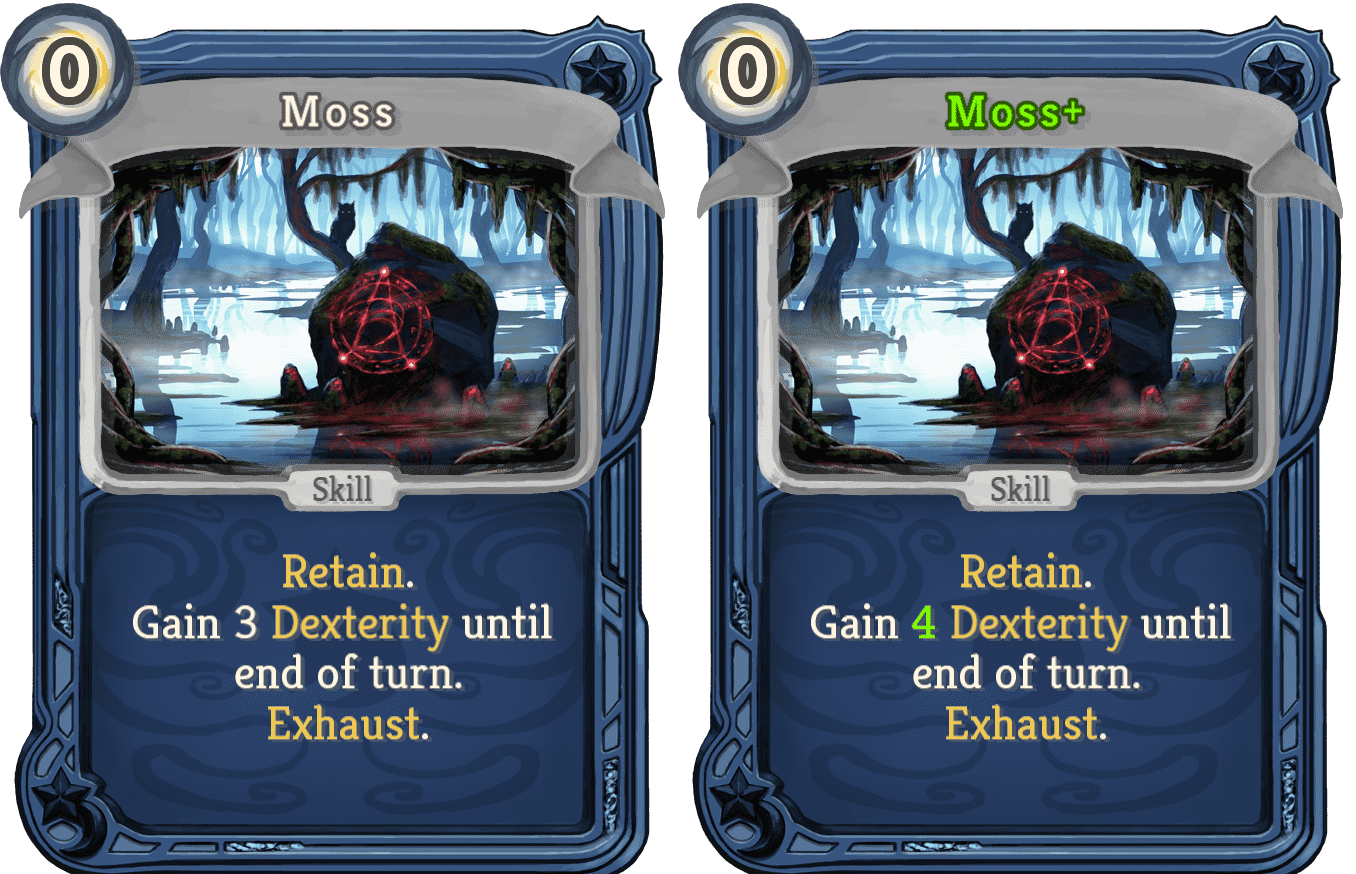 0
Moss
Skill
Retain.
Gain 3 Dexterity until
end of turn.
Exhaust.
0
Moss+
Skill
Retain.
Gain 4 Dexterity until
end of turn.
Exhaust.